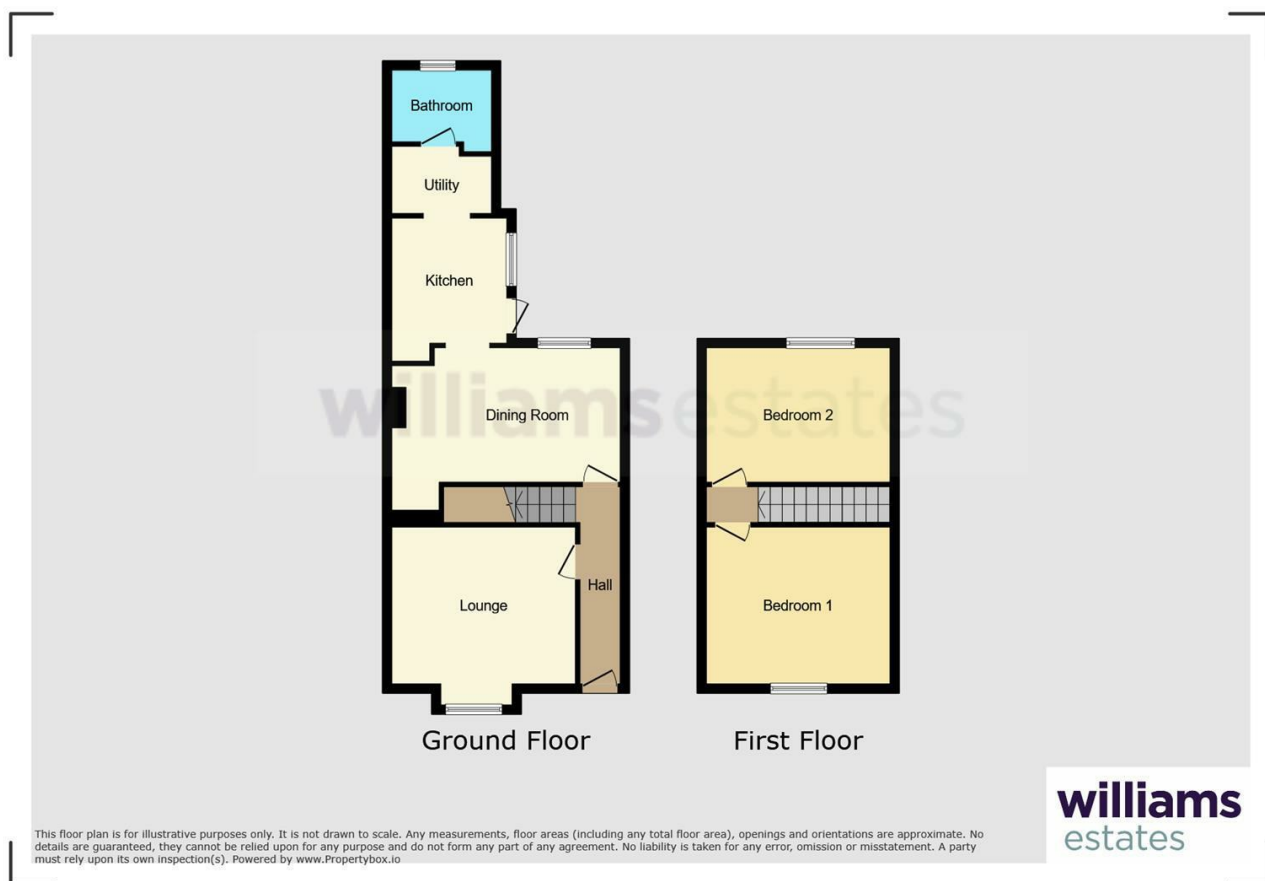 Bathroom
Utility
Kitchen
Dining Room
Bedroom 2
williams estates
Hall
Lounge
Bedroom 1
Ground Floor
First Floor
williams
estates
This floor plan is for illustrative purposes only. It is not drawn to scale. Any measurements, floor areas (including any total floor area), openings and orientations are approximate. No
details are guaranteed, they cannot be relied upon for any purpose and do not form any part of any agreement. No liability is taken for any error, omission or misstatement. A party
must rely upon its own inspection(s). Powered by www.Propertybox.io